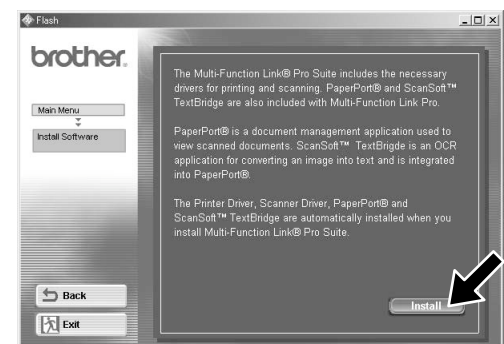 Flash
brother.
Main Menu
Install Software
The Multi-Function Link® Pro Suite includes the necessary
drivers for printing and scanning. PaperPort® and ScanSoft™
TextBridge are also included with Multi-Function Link Pro.
PaperPort® is a document management application used to
view scanned documents. ScanSoft™ TextBrigde is an OCR
application for converting an image into text and is integrated
into PaperPort®.
The Printer Driver, Scanner Driver, PaperPort® and
ScanSoft™ TextBridge are automatically installed when you
install Multi-Function Link® Pro Suite.
Back
Install
Exit